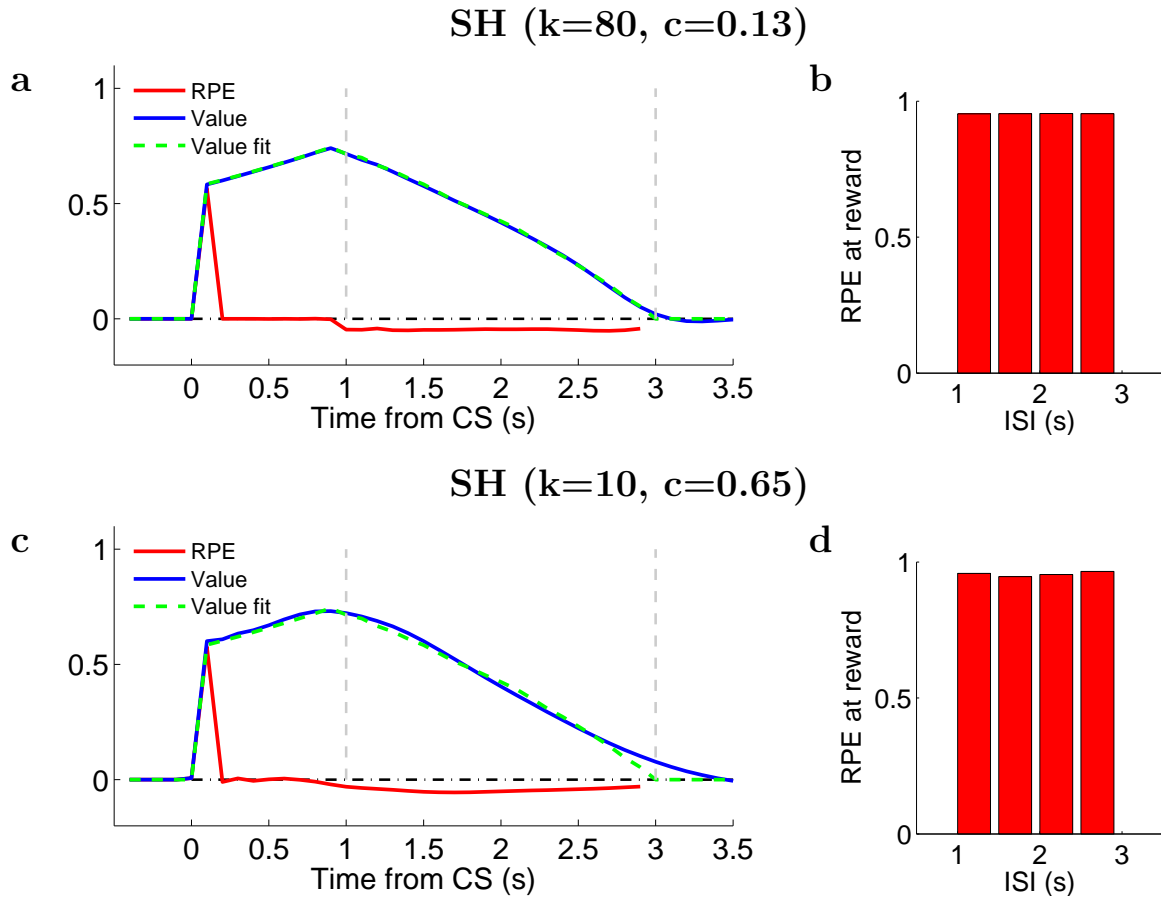 SH (k=80, c=0.13)
a
RPE
Value
Value fit
1
0.5
0
0 0.5 1 1.5 2 2.5 3 3.5
Time from CS (s)
b
RPE at reward
1
0.5
0
1 2 3
ISI (s)
SH (k=10, c=0.65)
c
RPE
Value
Value fit
1
0.5
0
0 0.5 1 1.5 2 2.5 3 3.5
Time from CS (s)
d
RPE at reward
1
0.5
0
1 2 3
ISI (s)